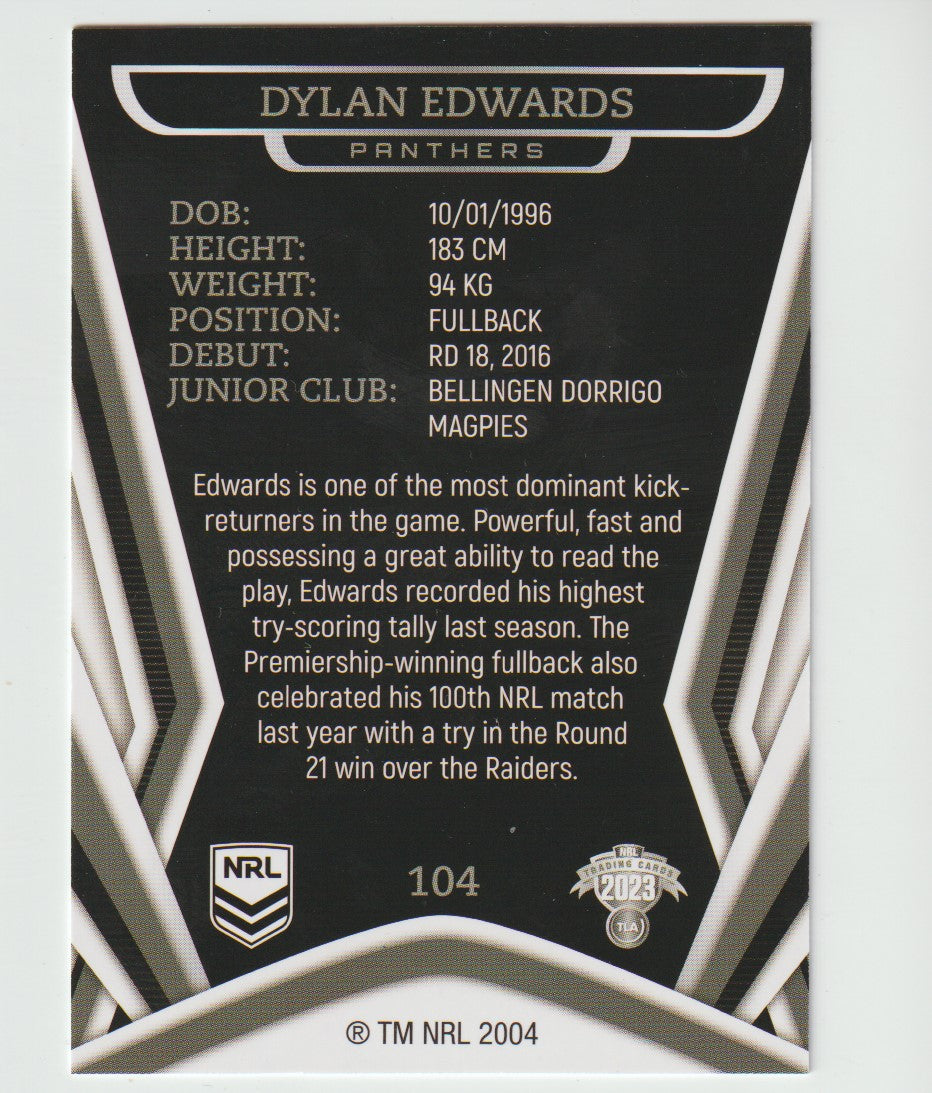 DYLAN EDWARDS
PANTHERS
DOB: 10/01/1996
HEIGHT: 183 CM
WEIGHT: 94 KG
POSITION: FULLBACK
DEBUT: RD 18, 2016
JUNIOR CLUB: BELLINGEN DORRIGO
MAGPIES
Edwards is one of the most dominant kick-
returners in the game. Powerful, fast and
possessing a great ability to read the
play, Edwards recorded his highest
try-scoring tally last season. The
Premiership-winning fullback also
celebrated his 100th NRL match
last year with a try in the Round
21 win over the Raiders.
NRL
104
NRL
TRADING CARDS
2023
TLA
® TM NRL 2004